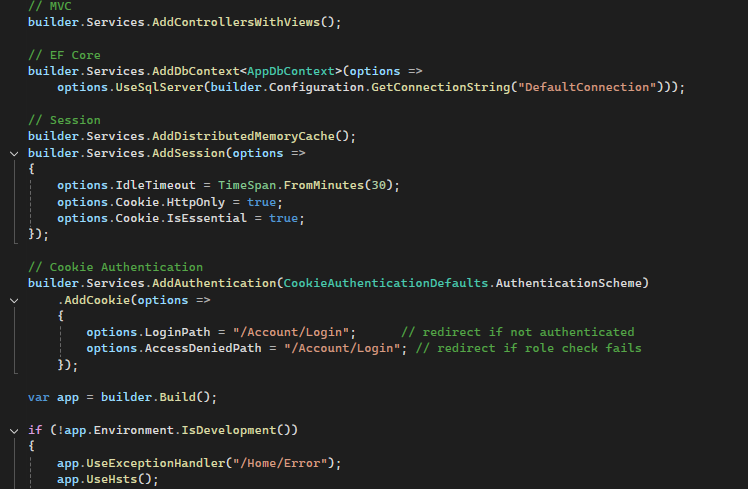 // MVC
builder.Services.AddControllersWithViews();
// EF Core
builder.Services.AddDbContext<AppDbContext>(options =>
    options.UseSqlServer(builder.Configuration.GetConnectionString("DefaultConnection")));
// Session
builder.Services.AddDistributedMemoryCache();
builder.Services.AddSession(options =>
{
    options.IdleTimeout = TimeSpan.FromMinutes(30);
    options.Cookie.HttpOnly = true;
    options.Cookie.IsEssential = true;
});
// Cookie Authentication
builder.Services.AddAuthentication(CookieAuthenticationDefaults.AuthenticationScheme)
    .AddCookie(options =>
    {
        options.LoginPath = "/Account/Login";      // redirect if not authenticated
        options.AccessDeniedPath = "/Account/Login"; // redirect if role check fails
    });
var app = builder.Build();
if (!app.Environment.IsDevelopment())
{
    app.UseExceptionHandler("/Home/Error");
    app.UseHsts();